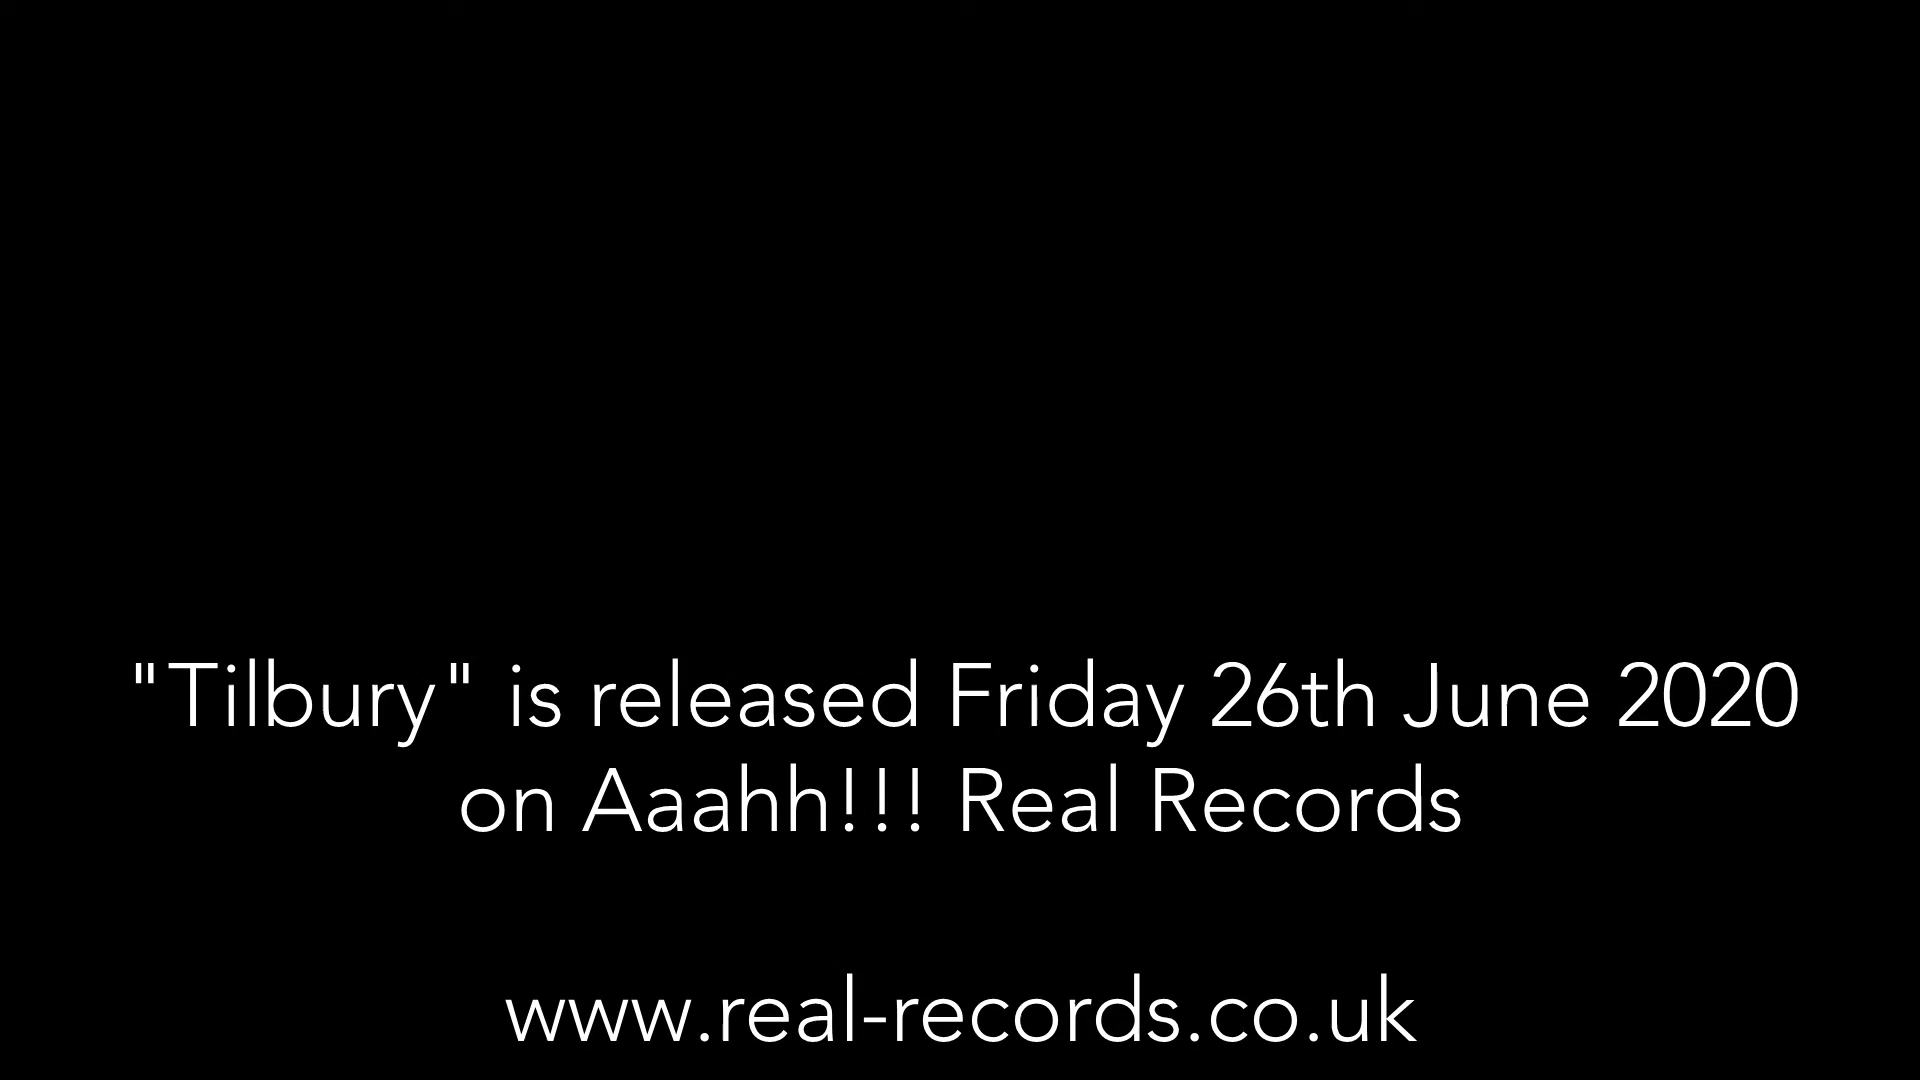 "Tilbury" is released Friday 26th June 2020
on Aaahh!!! Real Records
www.real-records.co.uk